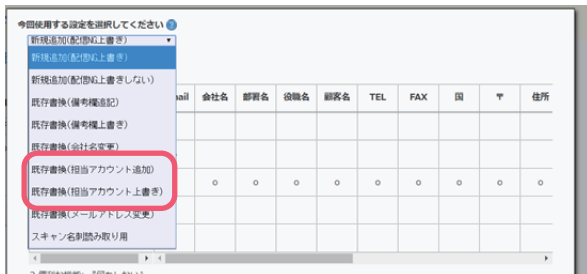 今回使用する設定を選択してください ?
新規追加(配信NG上書き)
新規追加(配信NG上書き)
新規追加(配信NG上書きしない)
既存書換(備考欄追記)
既存書換(備考欄上書き)
既存書換(会社名変更)
既存書換(担当アカウント追加)
既存書換(担当アカウント上書き)
既存書換(メールアドレス変更)
スキャン名刺読み取り用
ail 会社名 部署名 役職名 顧客名 TEL FAX 国 〒 住所
○ ○ ○ ○ ○ ○ ○ ○ ○